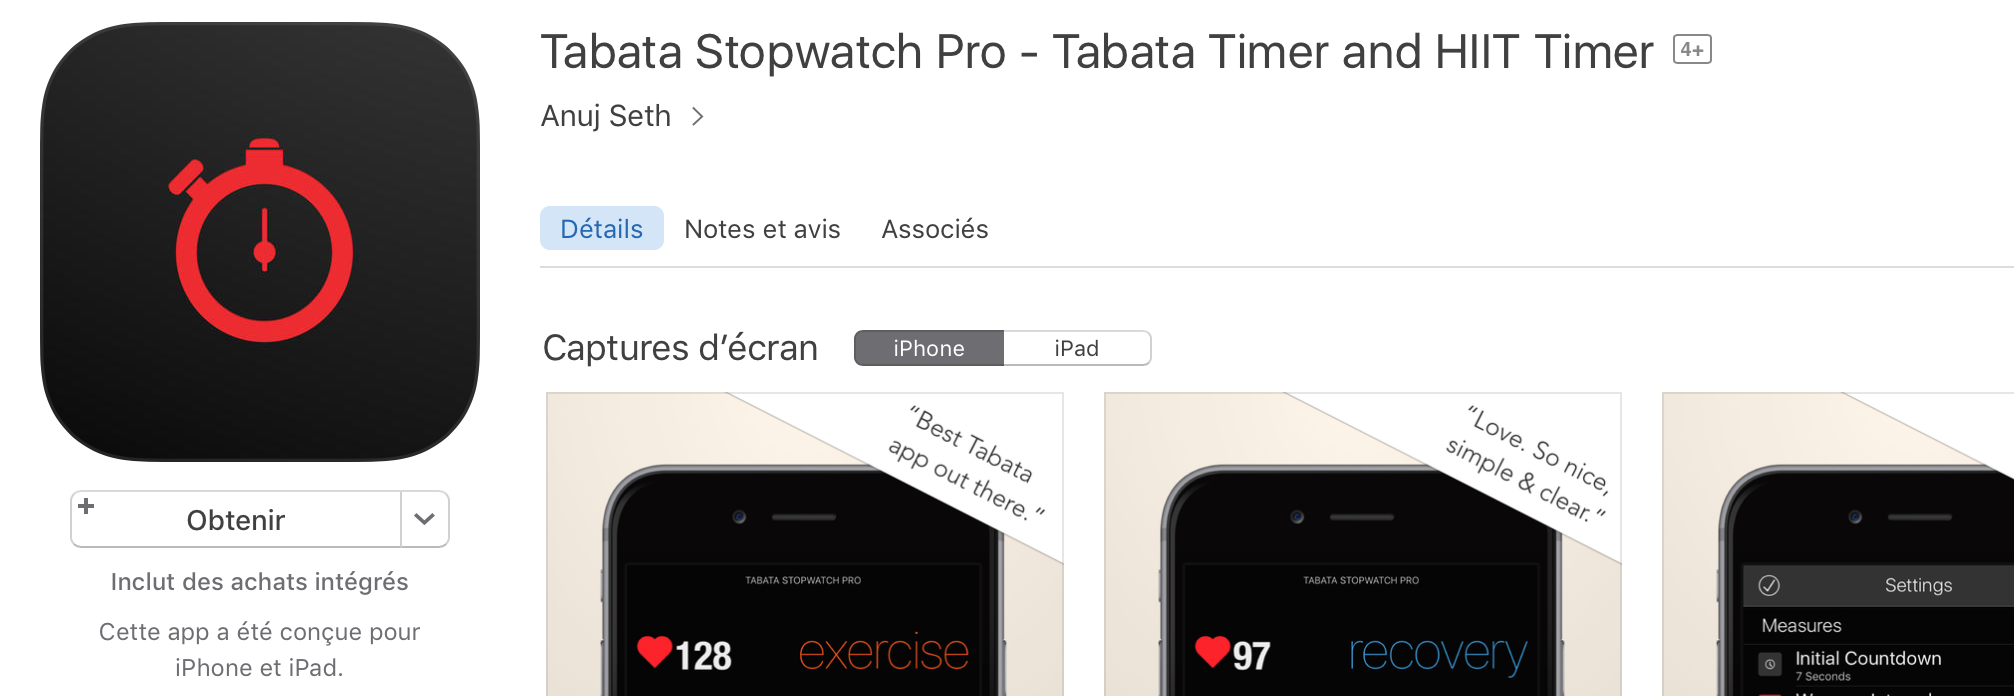 Tabata Stopwatch Pro - Tabata Timer and HIIT Timer 4+
Anuj Seth
Détails Notes et avis Associés
Captures d’écran iPhone iPad
“Best Tabata
app out there.”
TABATA STOPWATCH PRO
128 exercise
“Love. So nice,
simple & clear.”
TABATA STOPWATCH PRO
97 recovery
Settings
Measures
Initial Countdown
7 Seconds
+ Obtenir
Inclut des achats intégrés
Cette app a été conçue pour
iPhone et iPad.